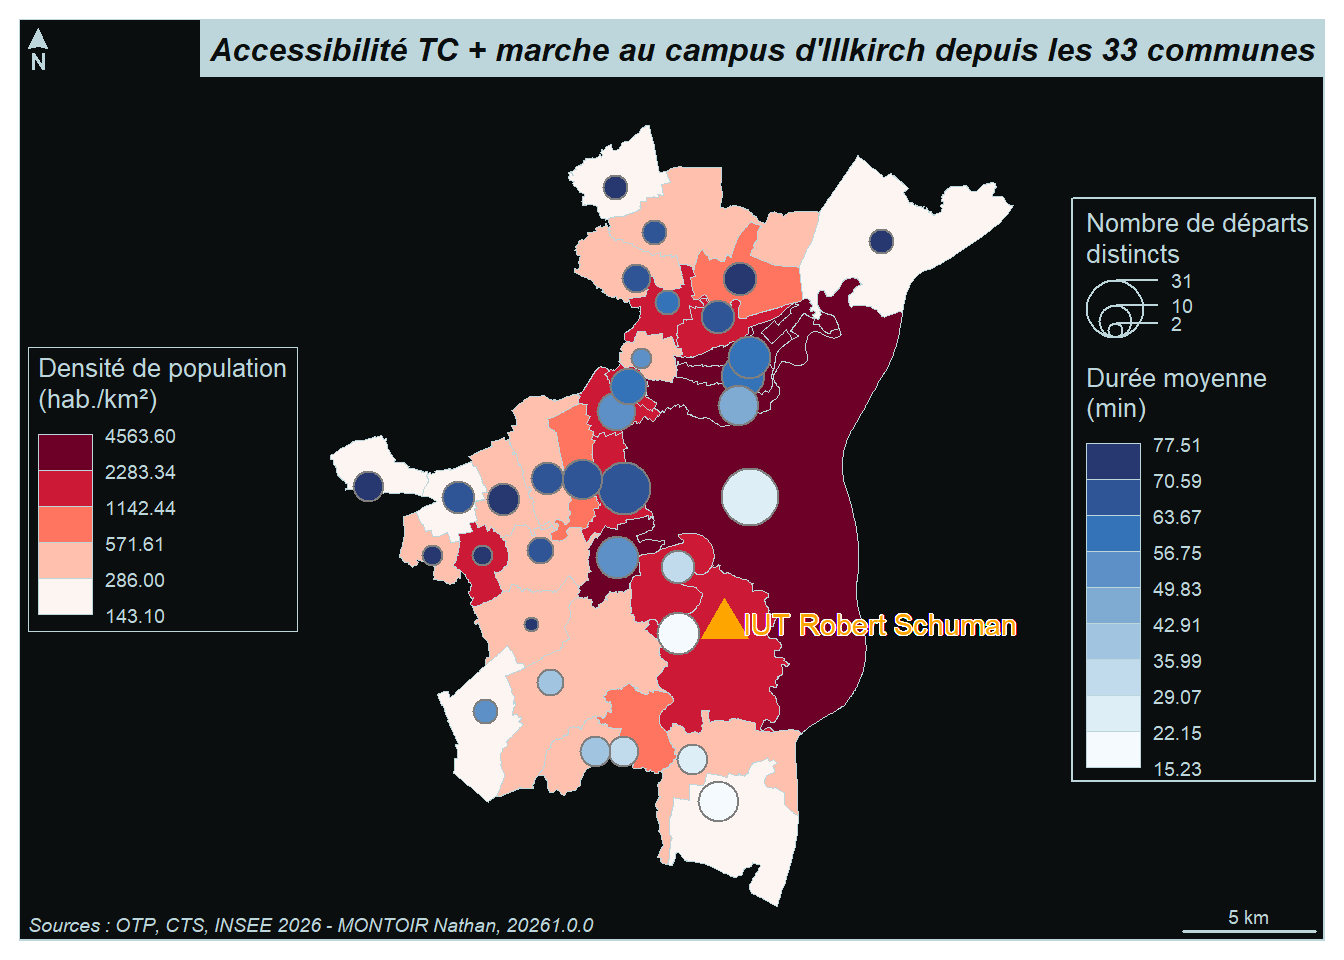 N
Accessibilité TC + marche au campus d'Illkirch depuis les 33 communes
Nombre de départs
distincts
31
10
2
Durée moyenne
(min)
77.51
70.59
63.67
56.75
49.83
42.91
35.99
29.07
22.15
15.23
Densité de population
(hab./km²)
4563.60
2283.34
1142.44
571.61
286.00
143.10
IUT Robert Schuman
Sources : OTP, CTS, INSEE 2026 - MONTOIR Nathan, 20261.0.0
5 km